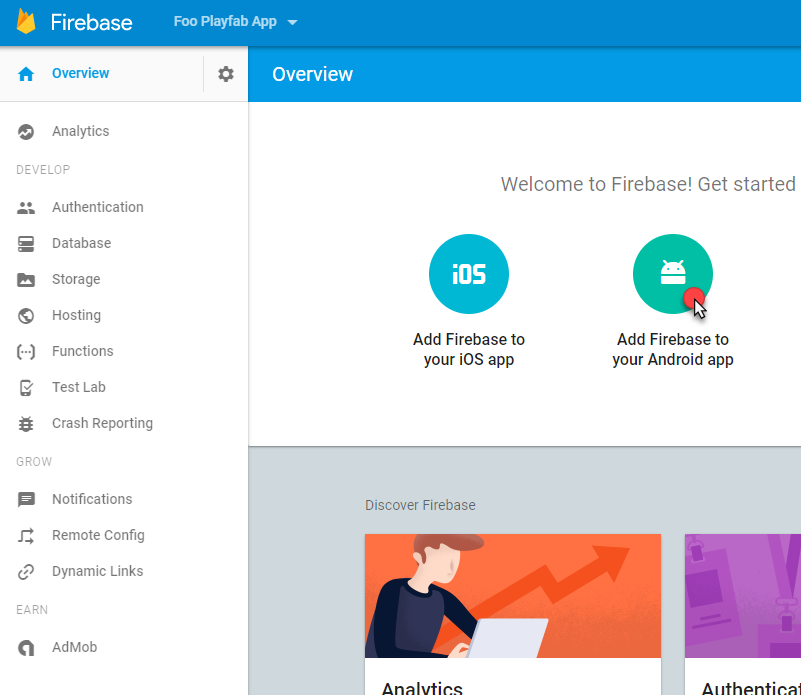 Firebase
Foo Playfab App
Overview
Overview
Analytics
DEVELOP
Authentication
Database
Storage
Hosting
Functions
Test Lab
Crash Reporting
GROW
Notifications
Remote Config
Dynamic Links
EARN
AdMob
Welcome to Firebase! Get started
iOS
Add Firebase to
your iOS app
Add Firebase to
your Android app
Discover Firebase
Analytics
Authenticat